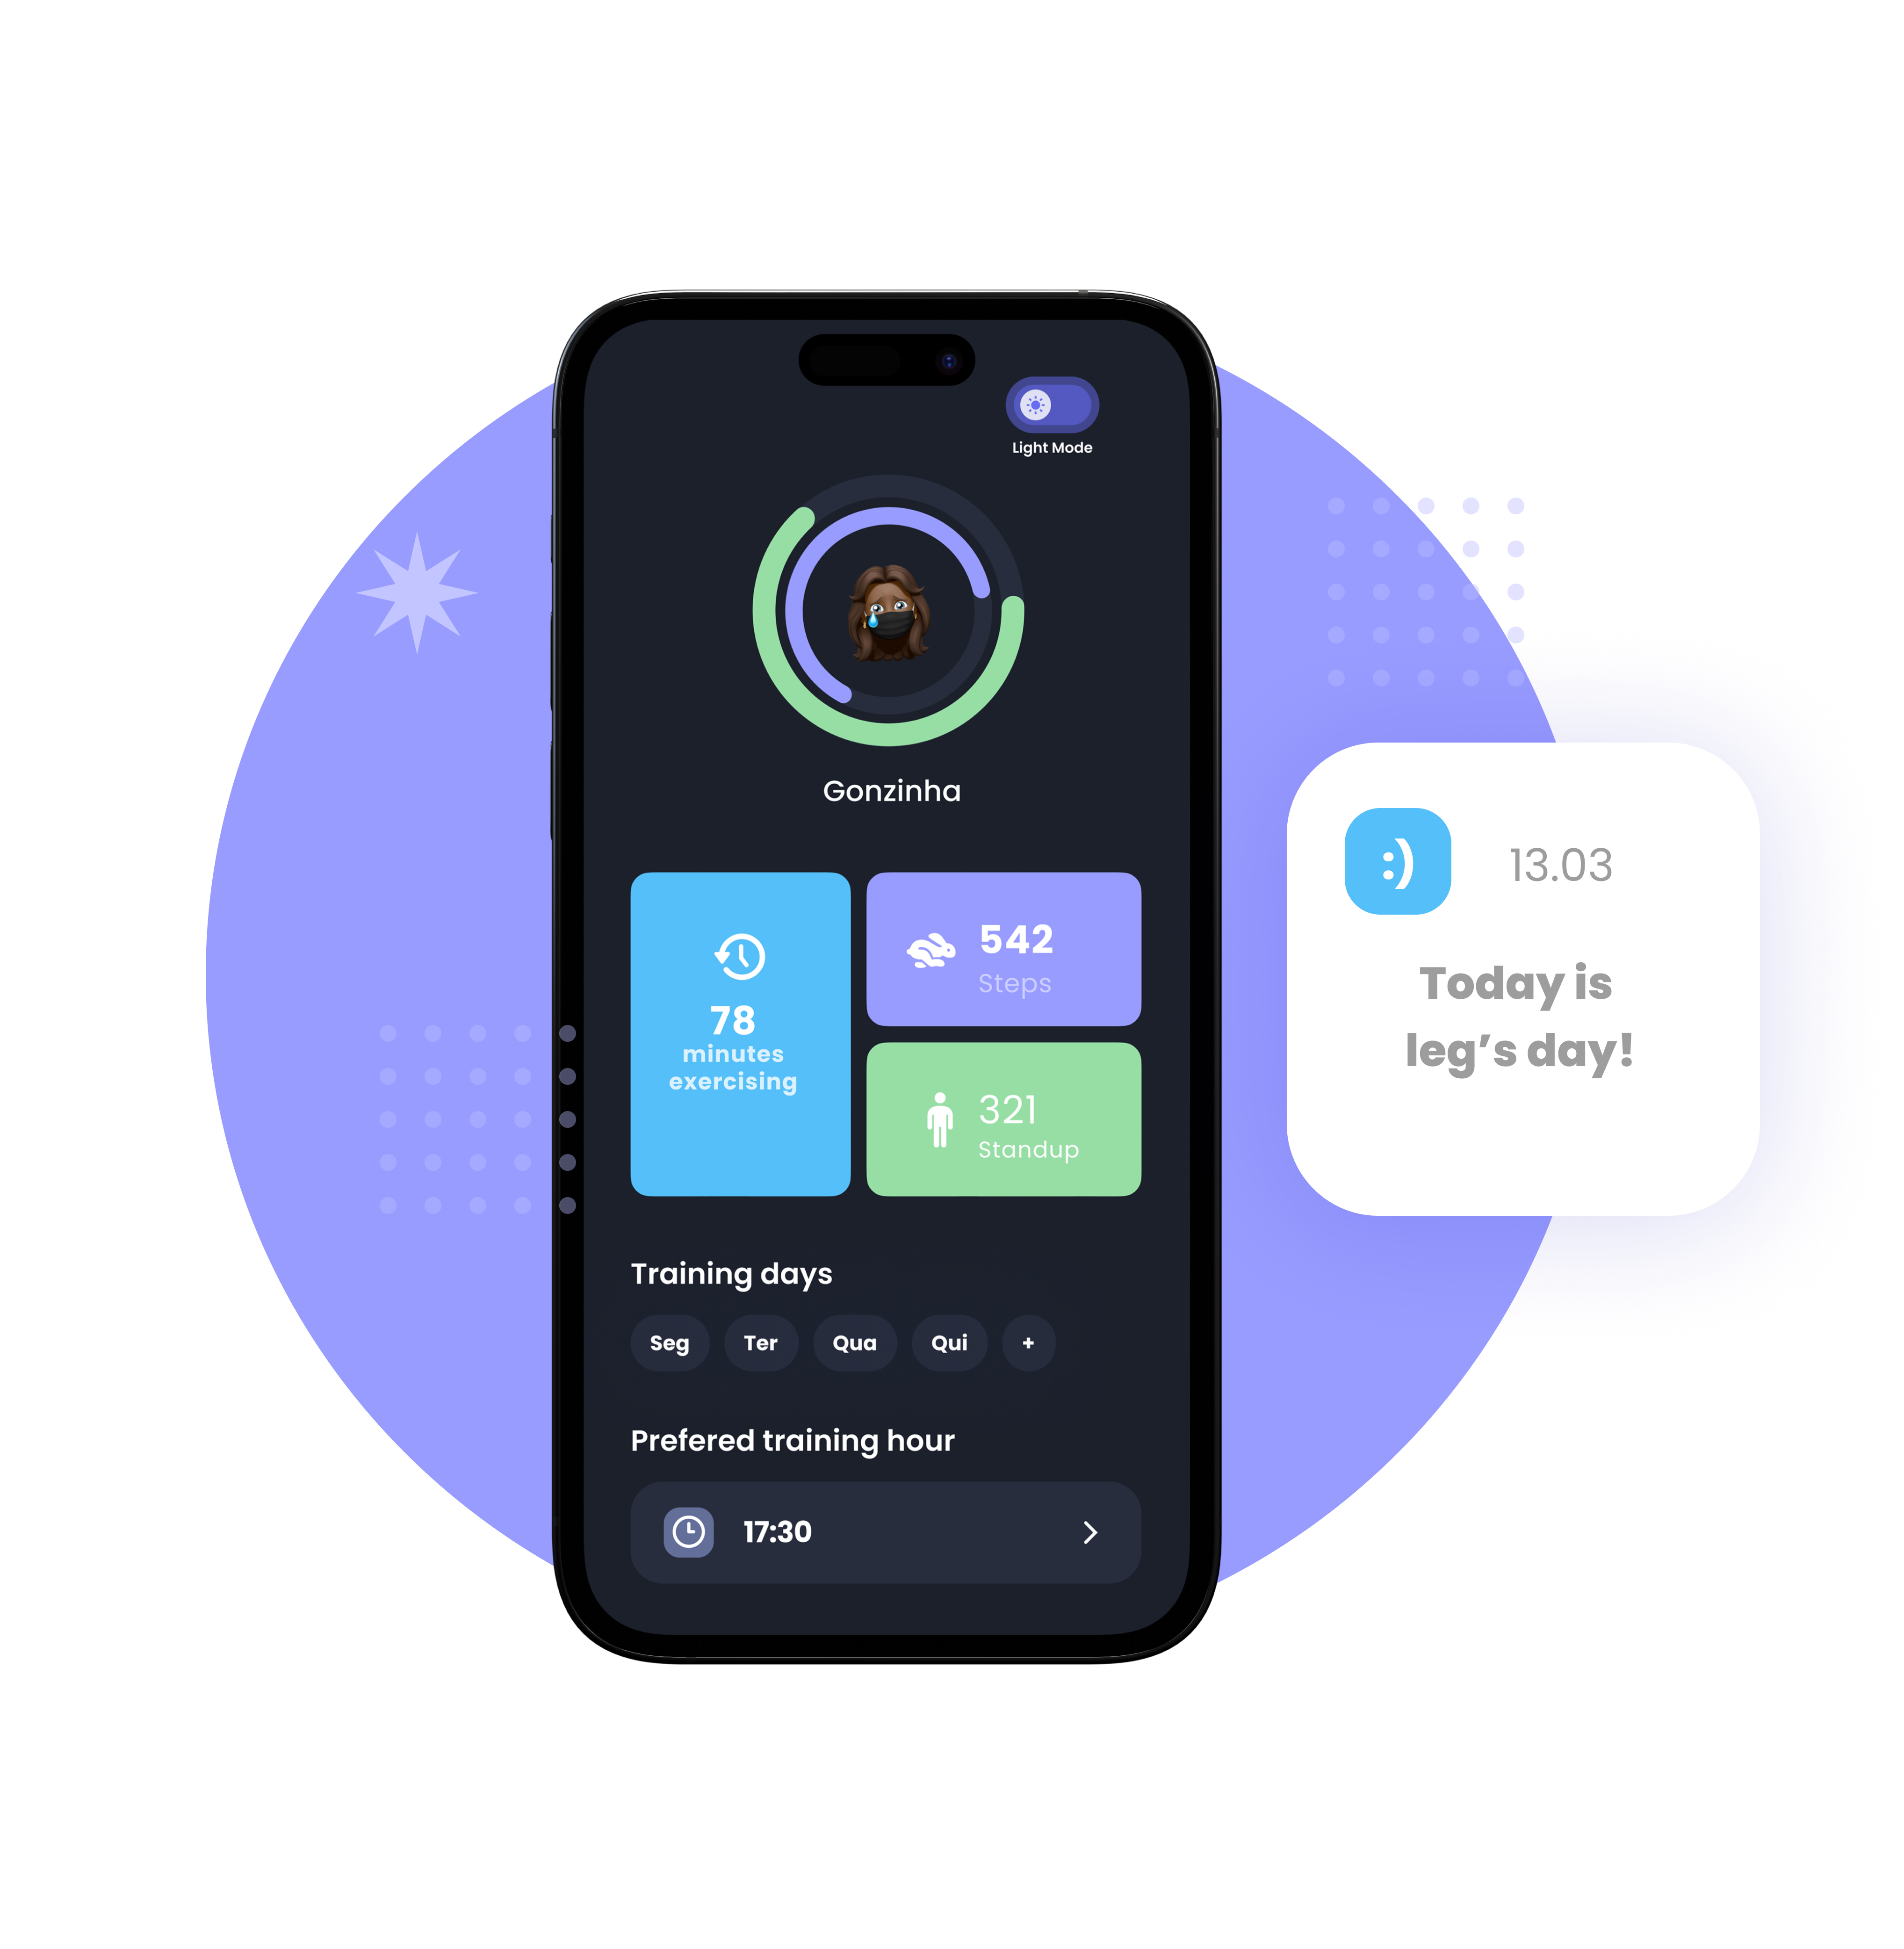 Light Mode
Gonzinha
78
minutes
exercising
542
Steps
321
Standup
Training days
Seg Ter Qua Qui +
Prefered training hour
17:30
:) 13.03
Today is
leg’s day!